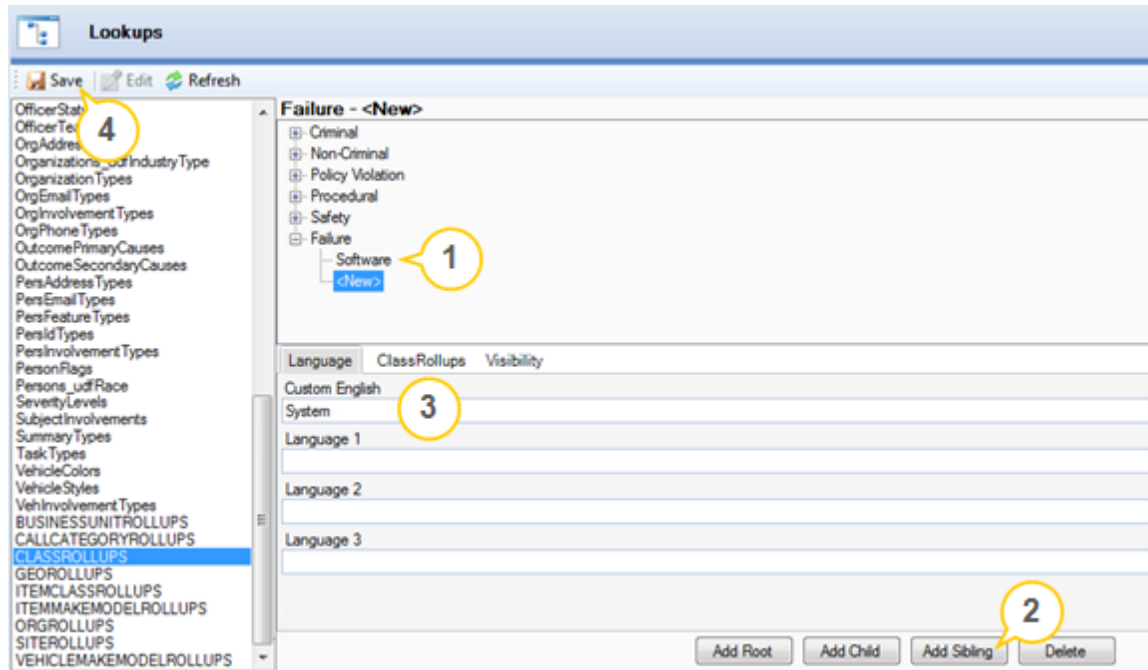 Lookups
Save Edit Refresh
OfficerStat
4
OfficerTe
OrgAddres
Organizations_udfIndustryType
OrganizationTypes
OrgEmailTypes
OrgInvolvementTypes
OrgPhoneTypes
OutcomePrimaryCauses
OutcomeSecondaryCauses
PersAddressTypes
PersEmailTypes
PersFeatureTypes
PersIdTypes
PersInvolvementTypes
PersonFlags
Persons_udfRace
SeverityLevels
SubjectInvolvements
SummaryTypes
TaskTypes
VehicleColors
VehicleStyles
VehInvolvementTypes
BUSINESSUNITROLLUPS
CALLCATEGORYROLLUPS
CLASSROLLUPS
GEOROLLUPS
ITEMCLASSROLLUPS
ITEMMAKEMODELROLLUPS
ORGROLLUPS
SITEROLLUPS
VEHICLEMAKEMODELROLLUPS
Failure - <New>
Criminal
Non-Criminal
Policy Violation
Procedural
Safety
Failure
Software
1
<New>
Language ClassRollups Visibility
Custom English
3
System
Language 1
Language 2
Language 3
2
Add Root Add Child Add Sibling Delete